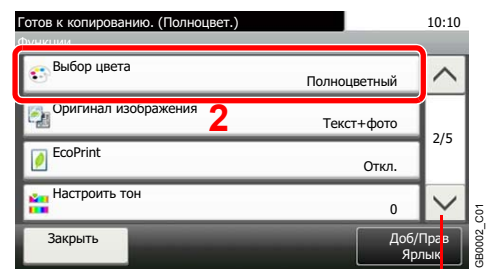 Готов к копированию. (Полноцвет.) 10:10
Функции
Выбор цвета
Полноцветный
Оригинал изображения
2
Текст+фото
2/5
EcoPrint
Откл.
Настроить тон
0
Закрыть
Доб/Прав
Ярлык
GB0002_C01